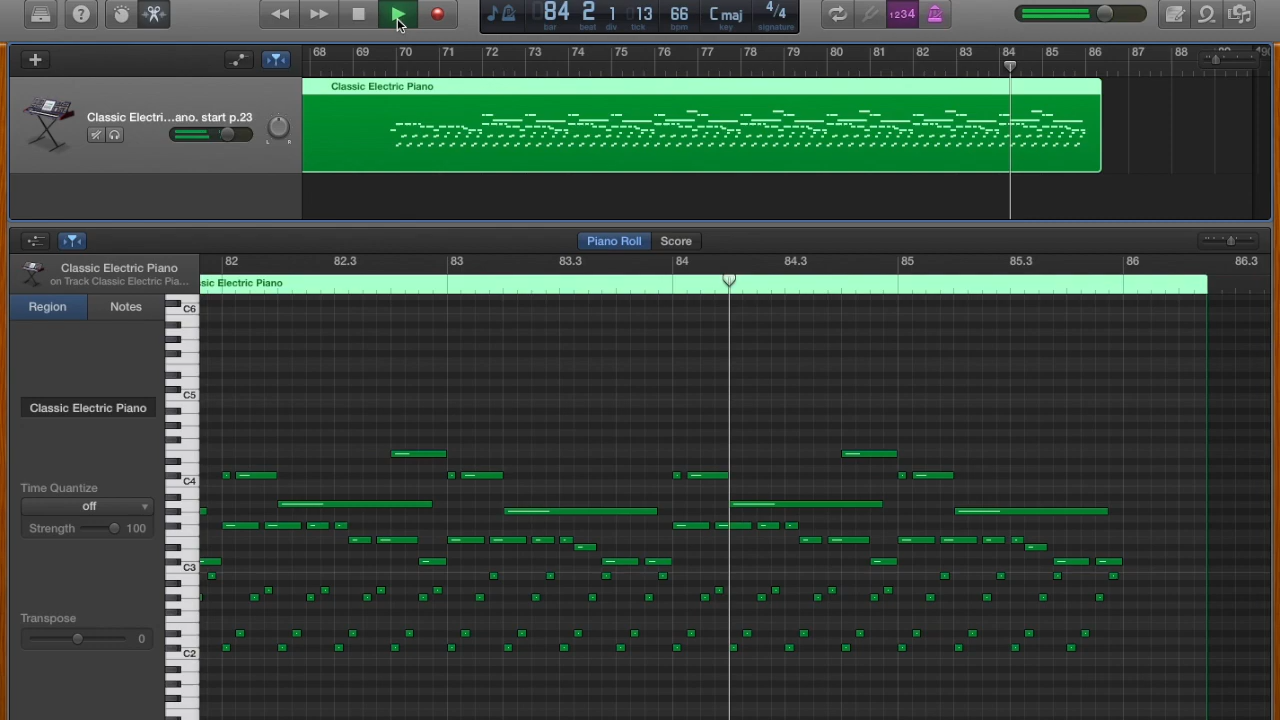 84 2 1 13 66 C maj 4/4
bar beat div bpm key signature
1234
68 69 70 71 72 73 74 75 76 77 78 79 80 81 82 83 84 85 86 87 88
Classic Electric Piano
Classic Electri...ano. start p.23
L R
Piano Roll Score
Classic Electric Piano
on Track Classic Electric Pia...
82 82.3 83 83.3 84 84.3 85 85.3 86 86.3
sic Electric Piano
Region Notes
C6
C5
Classic Electric Piano
C4
Time Quantize
off
Strength 100
C3
Transpose
0
C2